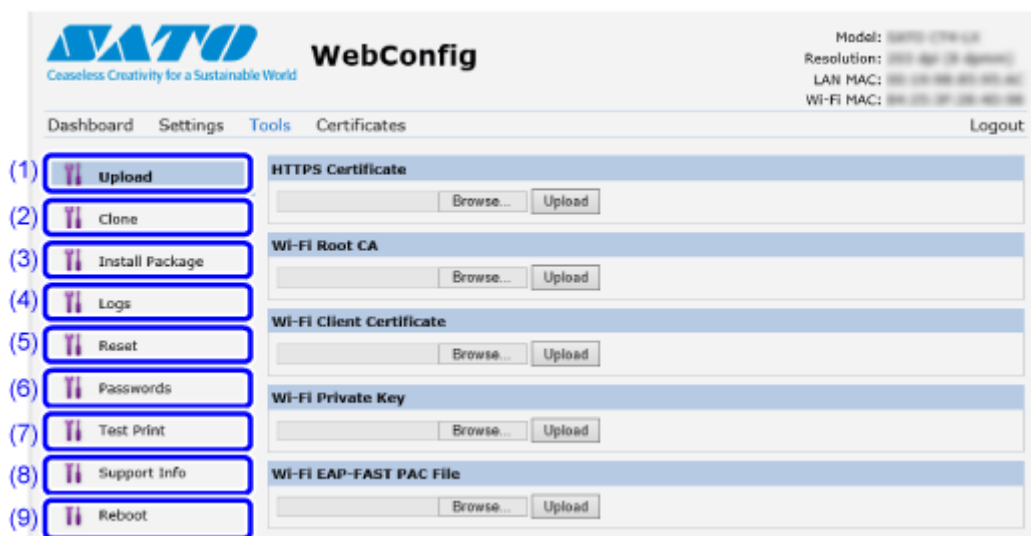 SATO
Ceaseless Creativity for a Sustainable World
WebConfig
Model:
Resolution:
LAN MAC:
Wi-Fi MAC:
Dashboard Settings Tools Certificates Logout
(1) Upload
(2) Clone
(3) Install Package
(4) Logs
(5) Reset
(6) Passwords
(7) Test Print
(8) Support Info
(9) Reboot
HTTPS Certificate
Browse... Upload
Wi-Fi Root CA
Browse... Upload
Wi-Fi Client Certificate
Browse... Upload
Wi-Fi Private Key
Browse... Upload
Wi-Fi EAP-FAST PAC File
Browse... Upload